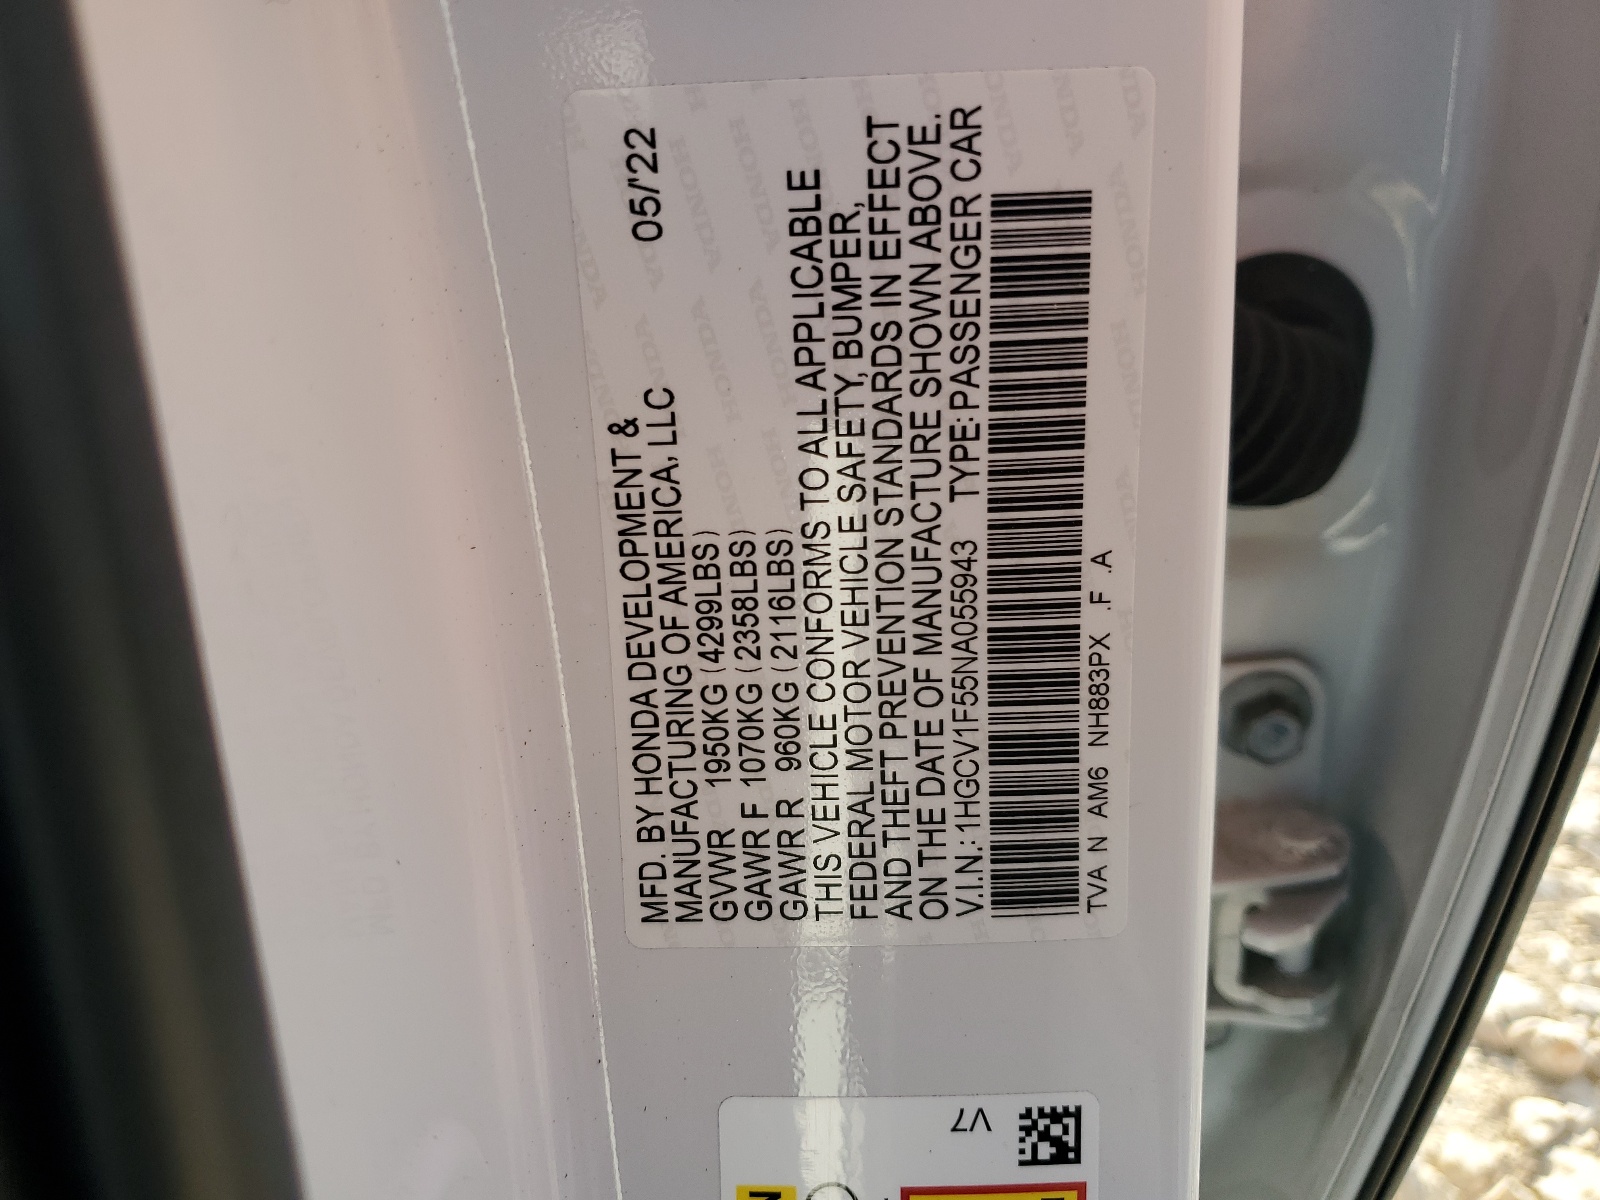 MFD. BY HONDA DEVELOPMENT & 05/'22
MANUFACTURING OF AMERICA, LLC
GVWR 1950KG (4299LBS)
GAWR F 1070KG (2358LBS)
GAWR R 960KG (2116LBS)
THIS VEHICLE CONFORMS TO ALL APPLICABLE
FEDERAL MOTOR VEHICLE SAFETY, BUMPER,
AND THEFT PREVENTION STANDARDS IN EFFECT
ON THE DATE OF MANUFACTURE SHOWN ABOVE.
V.I.N.: 1HGCV1F55NA055943 TYPE: PASSENGER CAR
TVA N AM6 NH883PX .F .A
V7